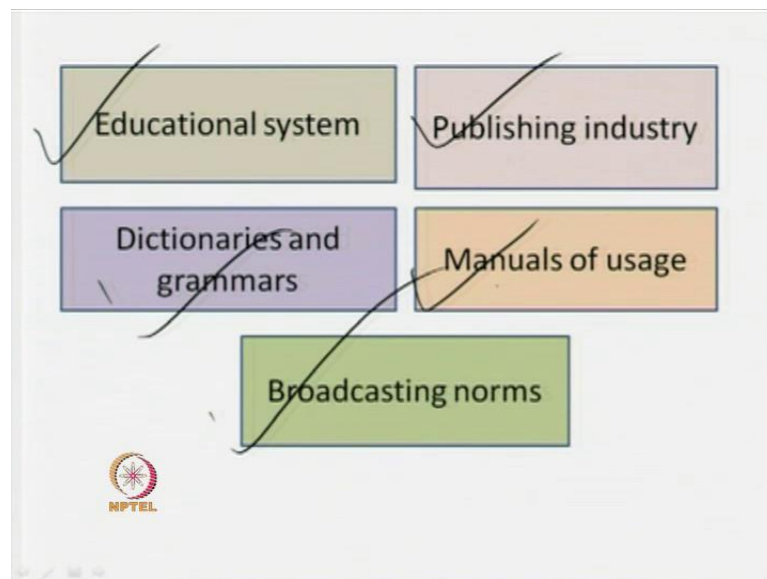 Educational system
Publishing industry
Dictionaries and
grammars
Manuals of usage
Broadcasting norms
NPTEL